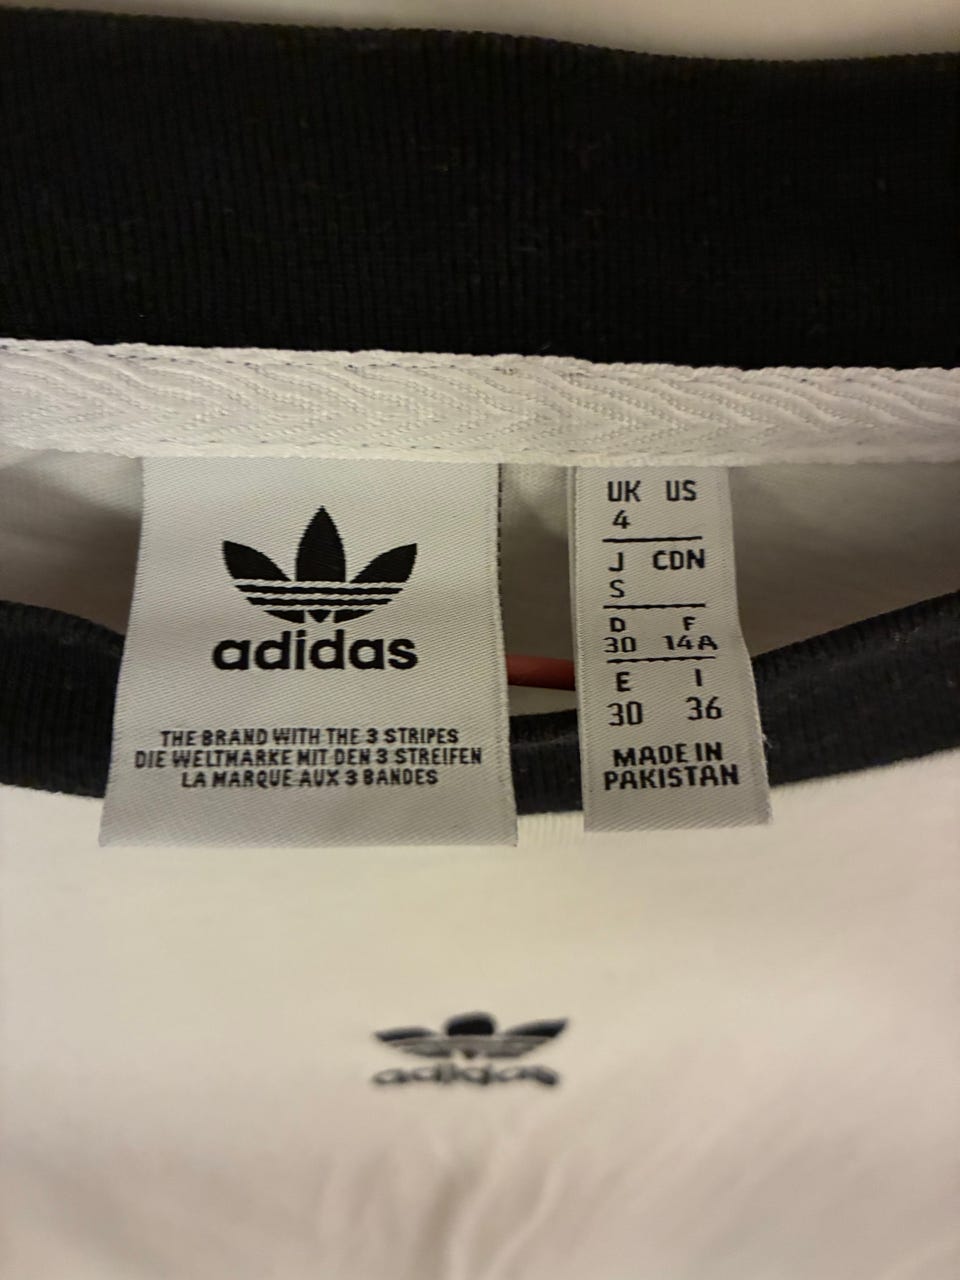 adidas
THE BRAND WITH THE 3 STRIPES
DIE WELTMARKE MIT DEN 3 STREIFEN
LA MARQUE AUX 3 BANDES
UK US
4
J CDN
S
D F
30 14A
E I
30 36
MADE IN
PAKISTAN
adidas